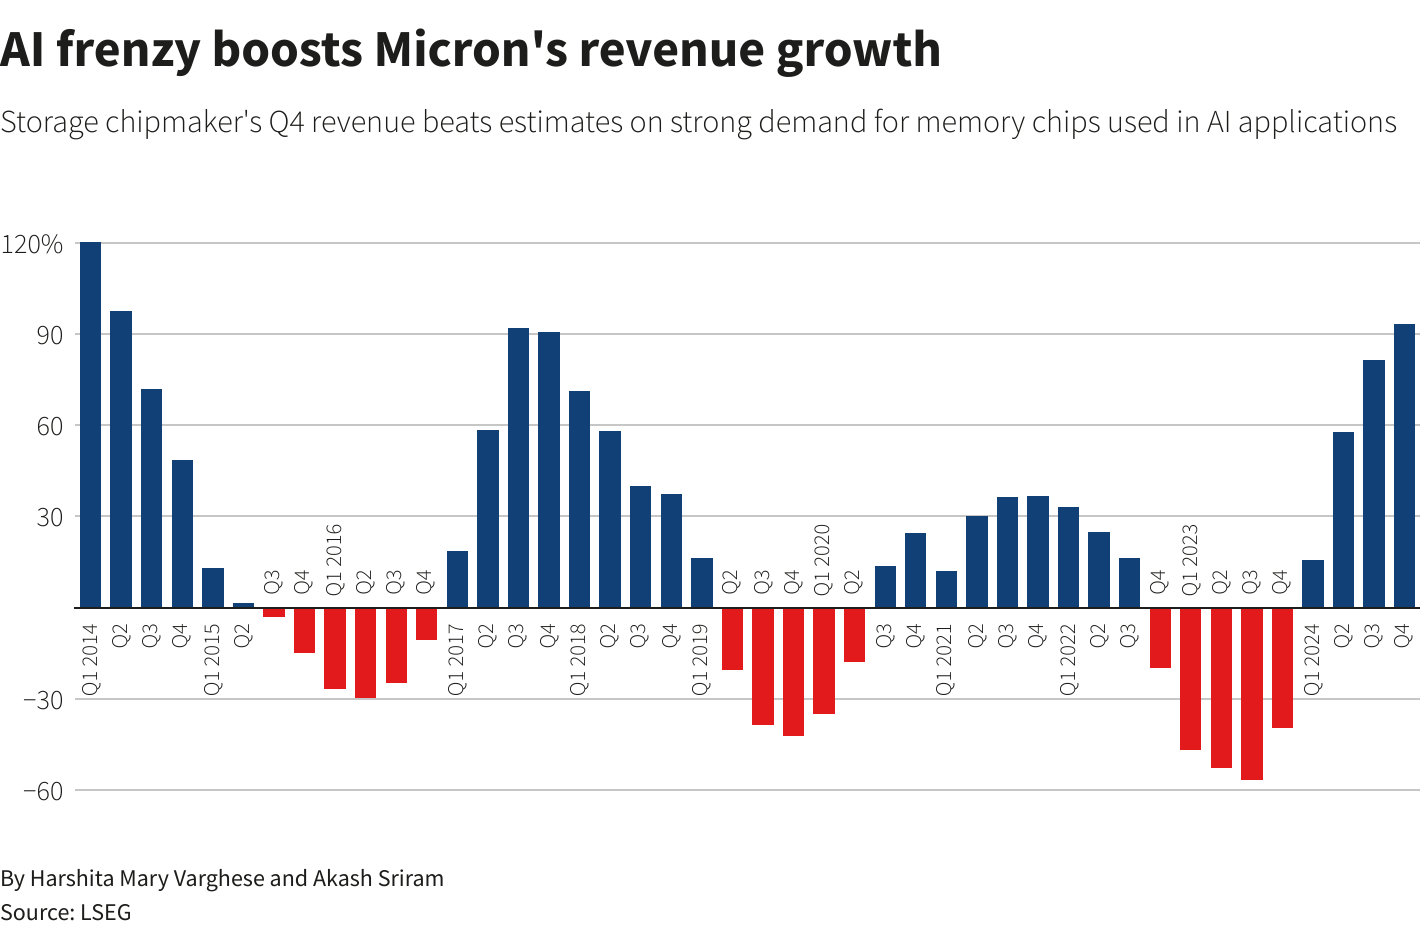 AI frenzy boosts Micron's revenue growth
Storage chipmaker's Q4 revenue beats estimates on strong demand for memory chips used in AI applications
120%
90
60
30
−30
−60
Q1 2014
Q2
Q3
Q4
Q1 2015
Q2
Q3
Q4
Q1 2016
Q2
Q3
Q4
Q1 2017
Q2
Q3
Q4
Q1 2018
Q2
Q3
Q4
Q1 2019
Q2
Q3
Q4
Q1 2020
Q2
Q3
Q4
Q1 2021
Q2
Q3
Q4
Q1 2022
Q2
Q3
Q4
Q1 2023
Q2
Q3
Q4
Q1 2024
Q2
Q3
Q4
By Harshita Mary Varghese and Akash Sriram
Source: LSEG